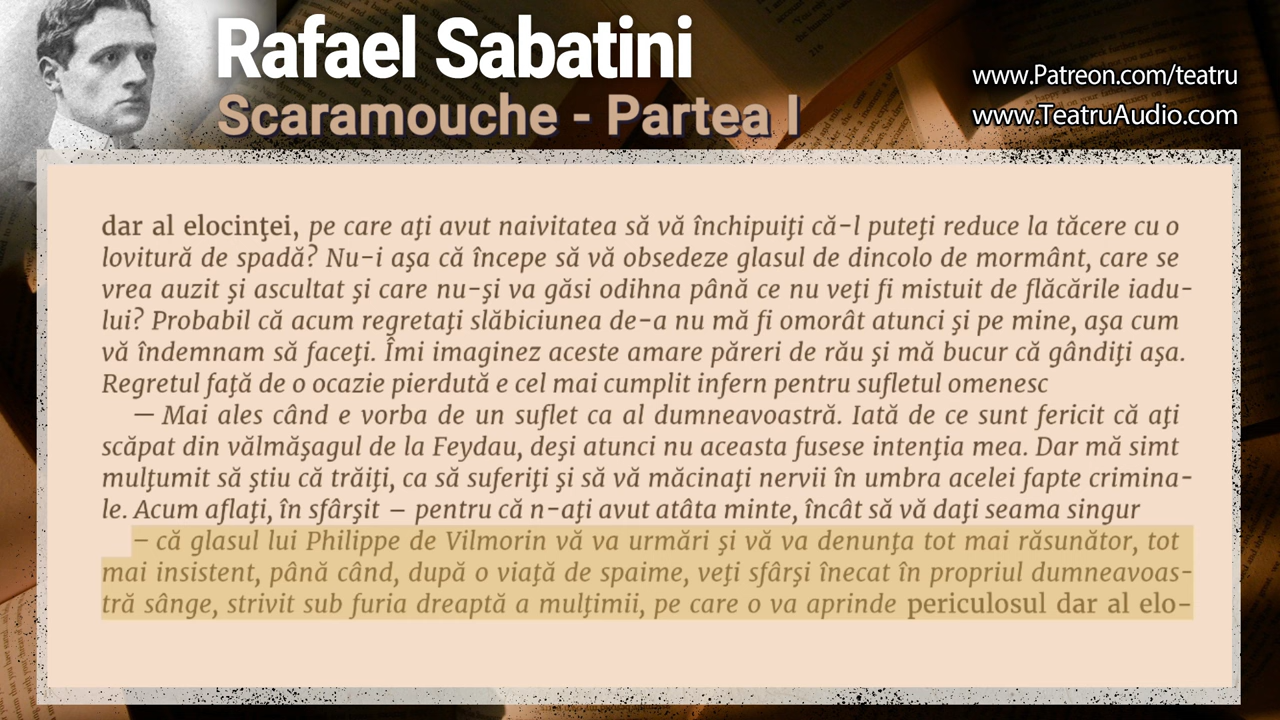 Rafael Sabatini
Scaramouche - Partea I
www.Patreon.com/teatru
www.TeatruAudio.com
dar al elocinţei, pe care aţi avut naivitatea să vă închipuiţi că-l puteţi reduce la tăcere cu o
lovitură de spadă? Nu-i aşa că începe să vă obsedeze glasul de dincolo de mormânt, care se
vrea auzit şi ascultat şi care nu-şi va găsi odihna până ce nu veţi fi mistuit de flăcările iadu-
lui? Probabil că acum regretaţi slăbiciunea de-a nu mă fi omorât atunci şi pe mine, aşa cum
vă îndemnam să faceţi. Îmi imaginez aceste amare păreri de rău şi mă bucur că gândiţi aşa.
Regretul faţă de o ocazie pierdută e cel mai cumplit infern pentru sufletul omenesc
— Mai ales când e vorba de un suflet ca al dumneavoastră. Iată de ce sunt fericit că aţi
scăpat din vălmăşagul de la Feydau, deşi atunci nu aceasta fusese intenţia mea. Dar mă simt
mulţumit să ştiu că trăiţi, ca să suferiţi şi să vă măcinaţi nervii în umbra acelei fapte crimina-
le. Acum aflaţi, în sfârşit – pentru că n-aţi avut atâta minte, încât să vă daţi seama singur
– că glasul lui Philippe de Vilmorin vă va urmări şi vă va denunţa tot mai răsunător, tot
mai insistent, până când, după o viaţă de spaime, veţi sfârşi înecat în propriul dumneavoas-
tră sânge, strivit sub furia dreaptă a mulţimii, pe care o va aprinde periculosul dar al elo-